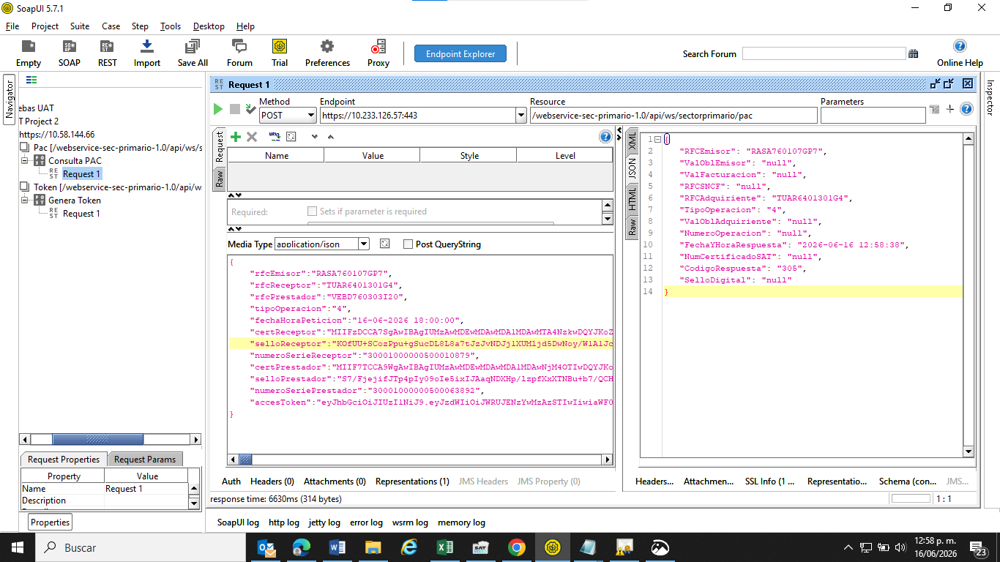 SoapUI 5.7.1
File Project Suite Case Step Tools Desktop Help
Empty SOAP REST Import Save All Forum Trial Preferences Proxy
Endpoint Explorer
Search Forum
Online Help
Navigator
ebas UAT
T Project 2
https://10.58.144.66
Pac [/webservice-sec-primario-1.0/api/ws/s
Consulta PAC
Request 1
Token [/webservice-sec-primario-1.0/api/w
Genera Token
Request 1
Request Properties Request Params
Property Value
Name Request 1
Description
Properties
Request 1
Method Endpoint Resource Parameters
POST https://10.233.126.57:443 /webservice-sec-primario-1.0/api/ws/sectorprimario/pac
Request
Raw
Name Value Style Level
Required: Sets if parameter is required
Media Type application/json Post QueryString
{
"rfcEmisor":"RASA760107GP7",
"rfcReceptor":"TUAR6401301G4",
"rfcPrestador":"VEBD760303I20",
"tipoOperacion":"4",
"fechaHoraPeticion":"16-06-2026 18:00:00",
"certReceptor":"MIIFzDCCA7SgAwIBAgIUMzAwMDEwMDAwMDA1MDAwMTA4NzkwDQYJKoZ
"selloReceptor":"KOfUU+SCozPpu+gSucDL8L8a7tJzJvNDJj1XUMljd5DwNoy/W1AlJc
"numeroSerieReceptor":"30001000000500010879",
"certPrestador":"MIIF7TCCA9WgAwIBAgIUMzAwMDEwMDAwMDA1MDAwNjM4OTIwDQYJKo
"selloPrestador":"S7/FjejifJTp4pIy09oIe5ixIJAaqNDXHp/lzpfXxXTNBu+b7/QCH
"numeroSeriePrestador":"30001000000500063892",
"accesToken":"eyJhbGciOiJIUzI1NiJ9.eyJzdWIiOiJWRUJENzYwMzAzSTIwIiwiaWF0
}
Auth Headers (0) Attachments (0) Representations (1) JMS Headers JMS Property (0)
response time: 6630ms (314 bytes)
XML
JSON
HTML
Raw
1 {
2 "RFCEmisor": "RASA760107GP7",
3 "ValOblEmisor": "null",
4 "ValFacturacion": "null",
5 "RFCSNCF": "null",
6 "RFCAdquiriente": "TUAR6401301G4",
7 "TipoOperacion": "4",
8 "ValOblAdquiriente": "null",
9 "NumeroOperacion": "null",
10 "FechaYHoraRespuesta": "2026-06-16 12:58:38",
11 "NumCertificadoSAT": "null",
12 "CodigoRespuesta": "305",
13 "SelloDigital": "null"
14 }
Headers... Attachmen... SSL Info (1 ... Representatio... Schema (con... JMS...
1 : 1
Inspector
SoapUI log http log jetty log error log wsrm log memory log
Buscar
12:58 p. m.
16/06/2026
23